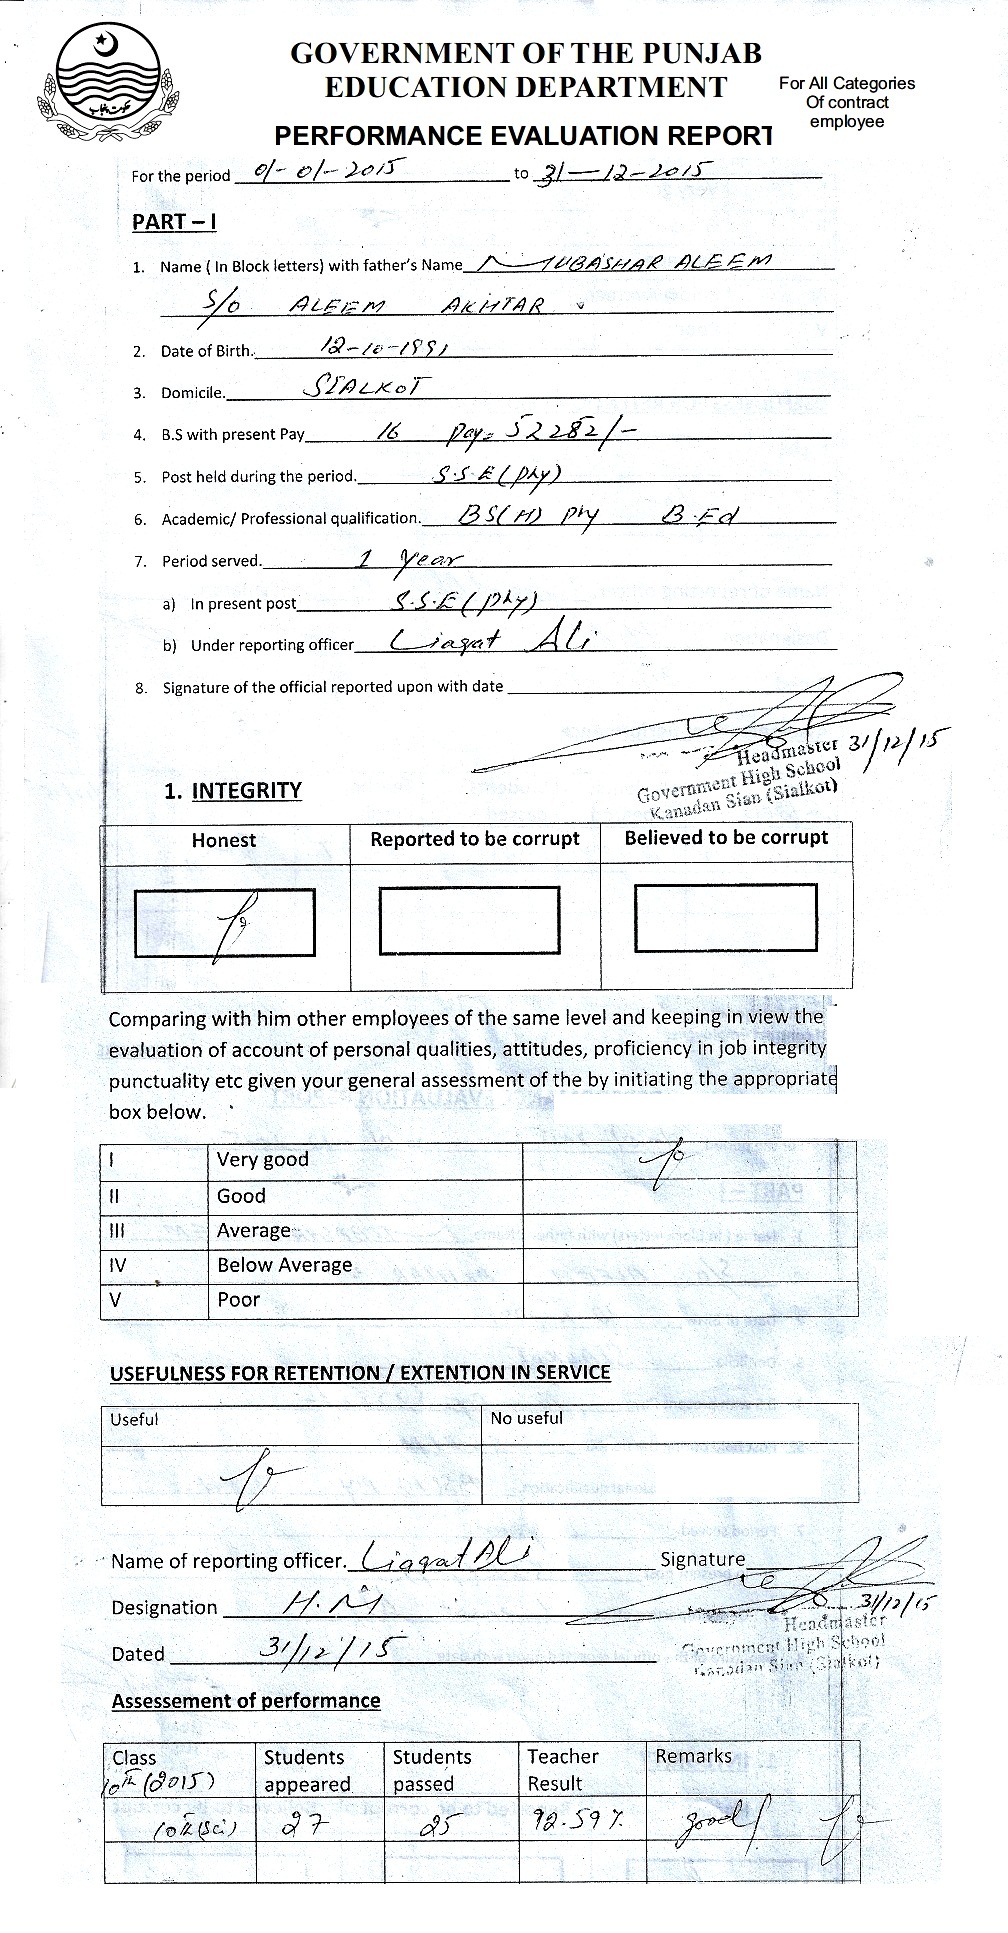 حکومت پنجاب
GOVERNMENT OF THE PUNJAB
EDUCATION DEPARTMENT
For All Categories
Of contract
employee
PERFORMANCE EVALUATION REPORT
For the period 01-01-2015 to 31-12-2015
PART – I
1. Name ( In Block letters) with father's Name MUBASHAR ALEEM
S/O ALEEM AKHTAR
2. Date of Birth. 12-10-1991
3. Domicile. SIALKOT
4. B.S with present Pay 16 Pay= 52282/-
5. Post held during the period. S.S.E (Phy)
6. Academic/ Professional qualification. BS(H) Phy B.Ed
7. Period served. 1 Year
a) In present post S.S.E (Phy)
b) Under reporting officer Liaqat Ali
8. Signature of the official reported upon with date
Headmaster 31/12/15
Government High School
Kanadan Sian (Sialkot)
1. INTEGRITY
Honest Reported to be corrupt Believed to be corrupt
Comparing with him other employees of the same level and keeping in view the
evaluation of account of personal qualities, attitudes, proficiency in job integrity
punctuality etc given your general assessment of the by initiating the appropriate
box below.
I Very good
II Good
III Average
IV Below Average
V Poor
USEFULNESS FOR RETENTION / EXTENTION IN SERVICE
Useful No useful
Name of reporting officer. Liaqat Ali Signature
Designation H.M 31/12/15
Headmaster
Dated 31/12/15 Government High School
Kanadan Sian (Sialkot)
Assessement of performance
Class Students Students Teacher Remarks
10th (2015) appeared passed Result
10th (Sci) 27 25 92.59% good